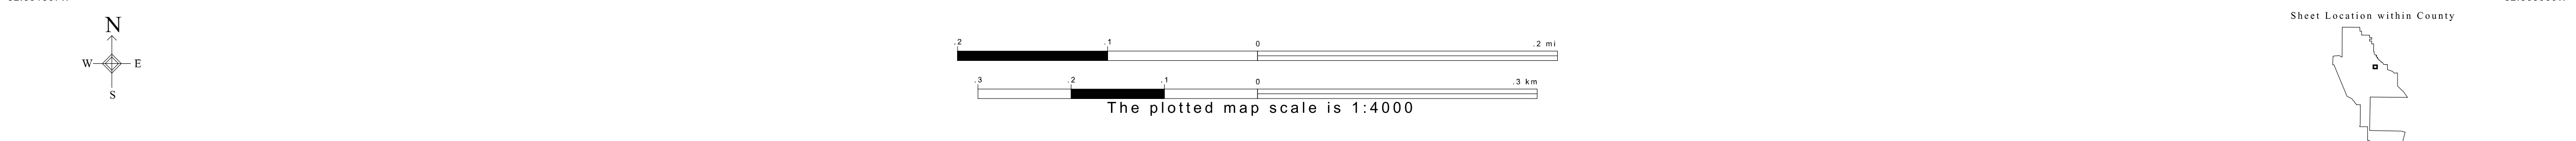 N
W E
S
.2 .1 0 .2 mi
.3 .2 .1 0 .3 km
The plotted map scale is 1:4000
Sheet Location within County